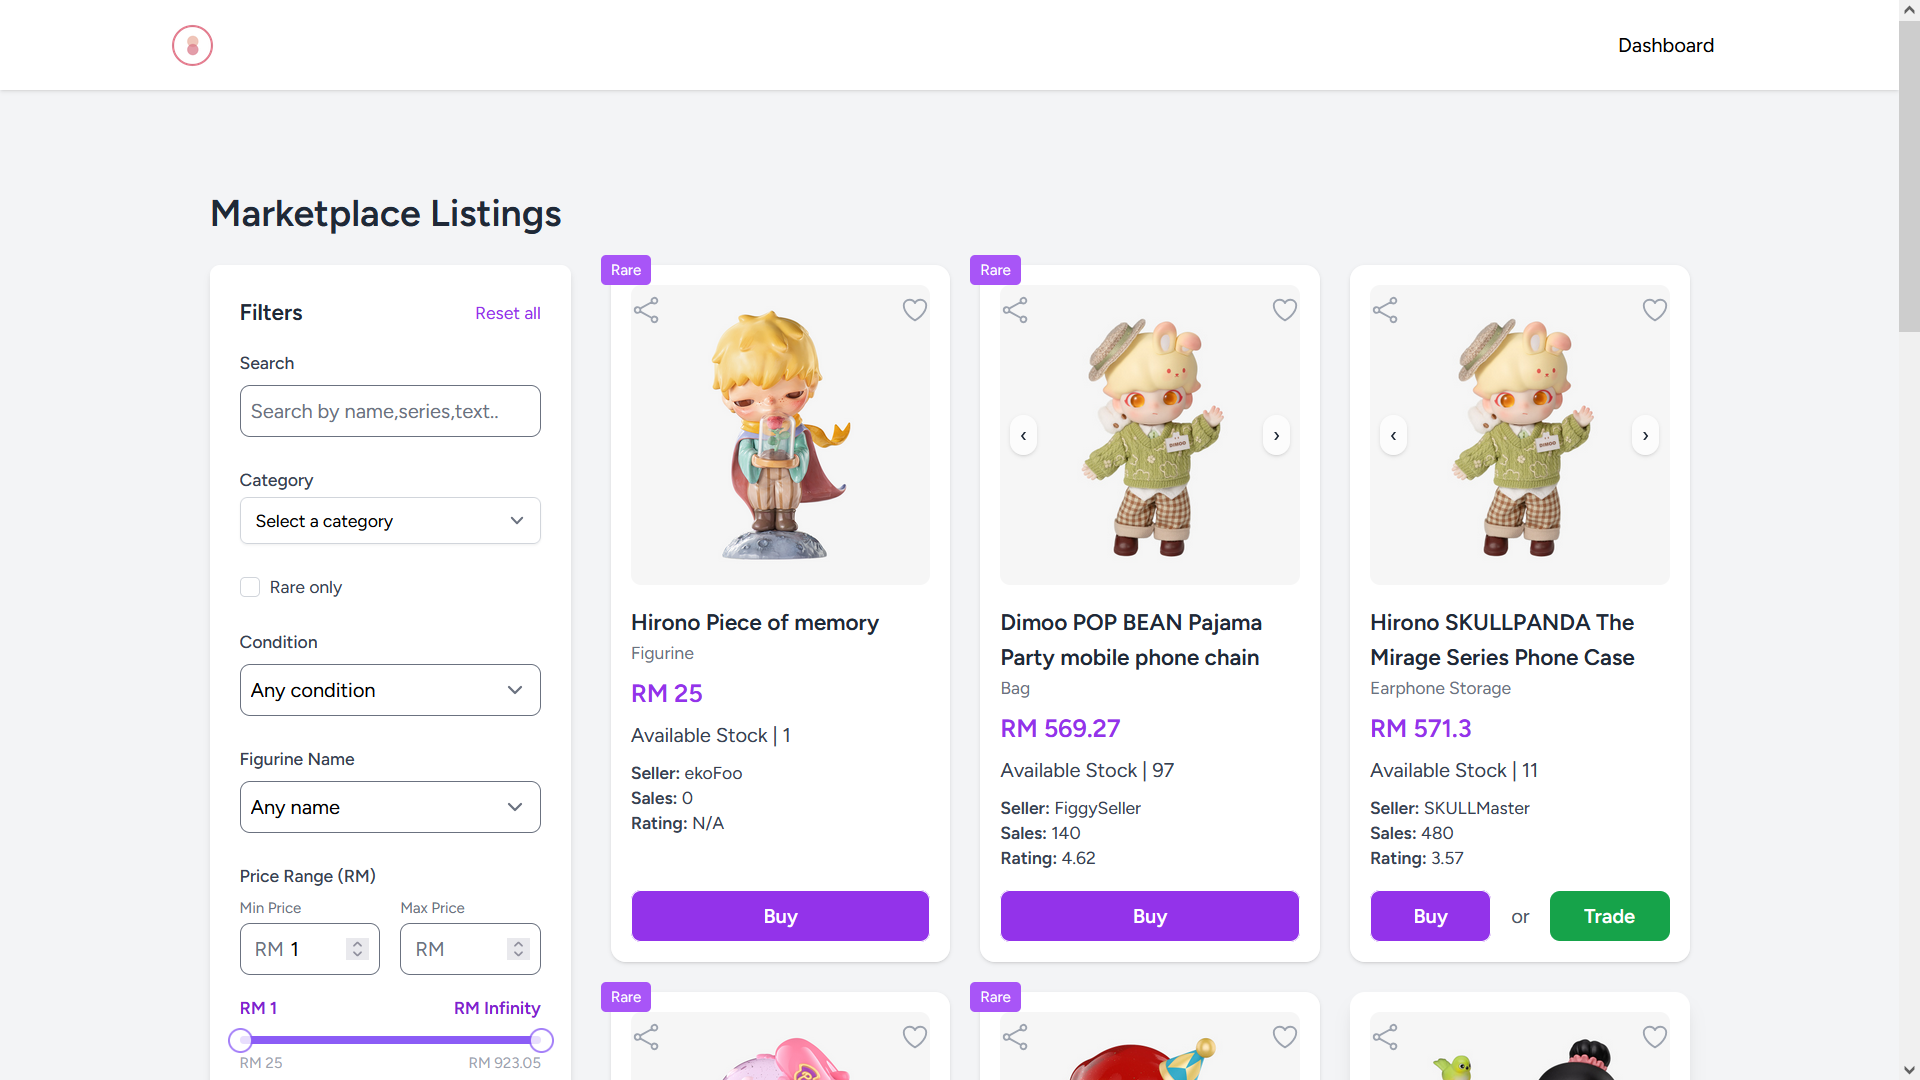 Dashboard
Marketplace Listings
Filters
Reset all
Search
Search by name,series,text..
Category
Select a category
Rare only
Condition
Any condition
Figurine Name
Any name
Price Range (RM)
Min Price
Max Price
RM 1
RM
RM 1
RM Infinity
RM 25
RM 923.05
Rare
Hirono Piece of memory
Figurine
RM 25
Available Stock | 1
Seller: ekoFoo
Sales: 0
Rating: N/A
Buy
Rare
DIMOO
Dimoo POP BEAN Pajama
Party mobile phone chain
Bag
RM 569.27
Available Stock | 97
Seller: FiggySeller
Sales: 140
Rating: 4.62
Buy
DIMOO
Hirono SKULLPANDA The
Mirage Series Phone Case
Earphone Storage
RM 571.3
Available Stock | 11
Seller: SKULLMaster
Sales: 480
Rating: 3.57
Buy
or
Trade
Rare
Rare